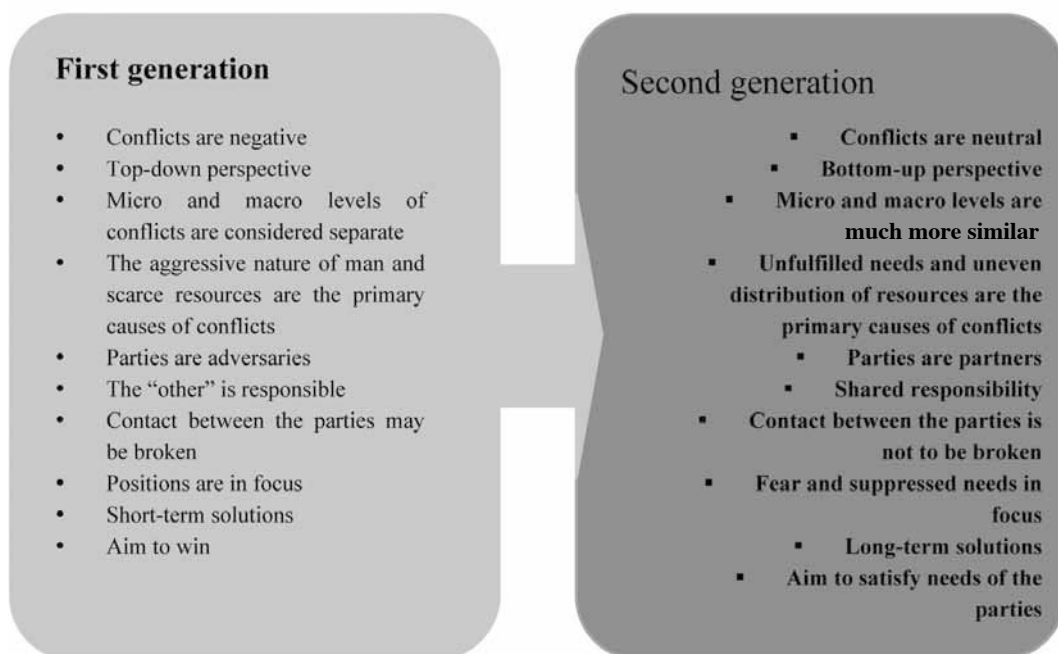 First generation
• Conflicts are negative
• Top-down perspective
• Micro and macro levels of
conflicts are considered separate
• The aggressive nature of man and
scarce resources are the primary
causes of conflicts
• Parties are adversaries
• The “other” is responsible
• Contact between the parties may
be broken
• Positions are in focus
• Short-term solutions
• Aim to win
Second generation
▪ Conflicts are neutral
▪ Bottom-up perspective
▪ Micro and macro levels are
much more similar
▪ Unfulfilled needs and uneven
distribution of resources are the
primary causes of conflicts
▪ Parties are partners
▪ Shared responsibility
▪ Contact between the parties is
not to be broken
▪ Fear and suppressed needs in
focus
▪ Long-term solutions
▪ Aim to satisfy needs of the
parties